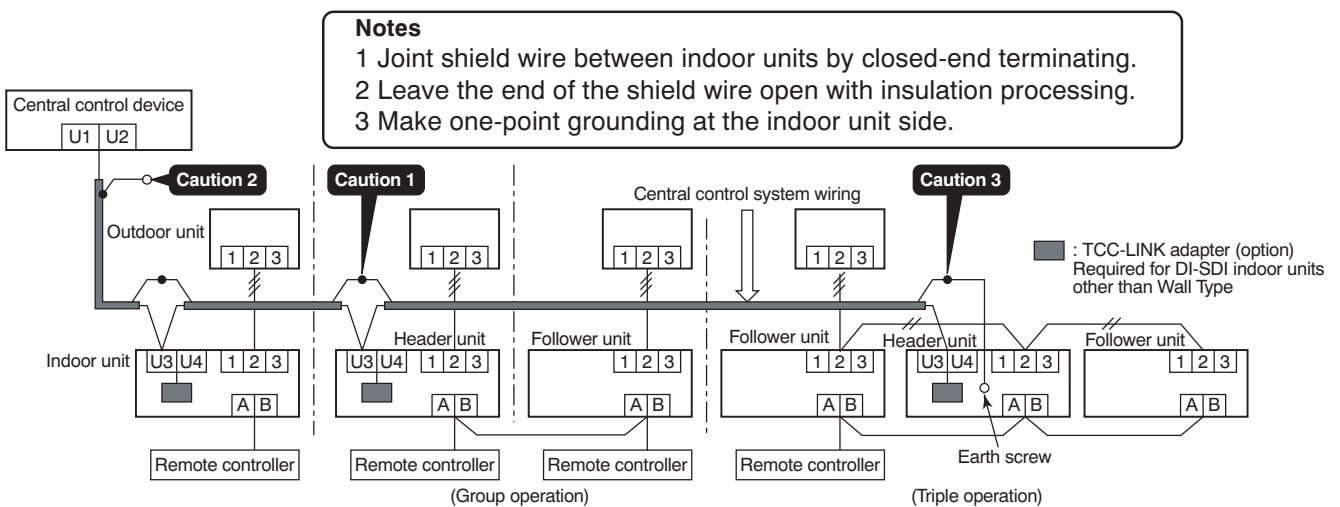 Notes
1 Joint shield wire between indoor units by closed-end terminating.
2 Leave the end of the shield wire open with insulation processing.
3 Make one-point grounding at the indoor unit side.
Central control device
U1 U2
Caution 2
Caution 1
Central control system wiring
Caution 3
Outdoor unit
1 2 3
1 2 3
1 2 3
1 2 3
: TCC-LINK adapter (option)
Required for DI-SDI indoor units
other than Wall Type
Indoor unit
U3 U4 1 2 3
A B
Header unit
U3 U4 1 2 3
A B
Follower unit
1 2 3
A B
Follower unit
1 2 3
A B
Header unit
U3 U4 1 2 3
A B
Follower unit
1 2 3
A B
Remote controller
Remote controller
Remote controller
Remote controller
Earth screw
(Group operation)
(Triple operation)